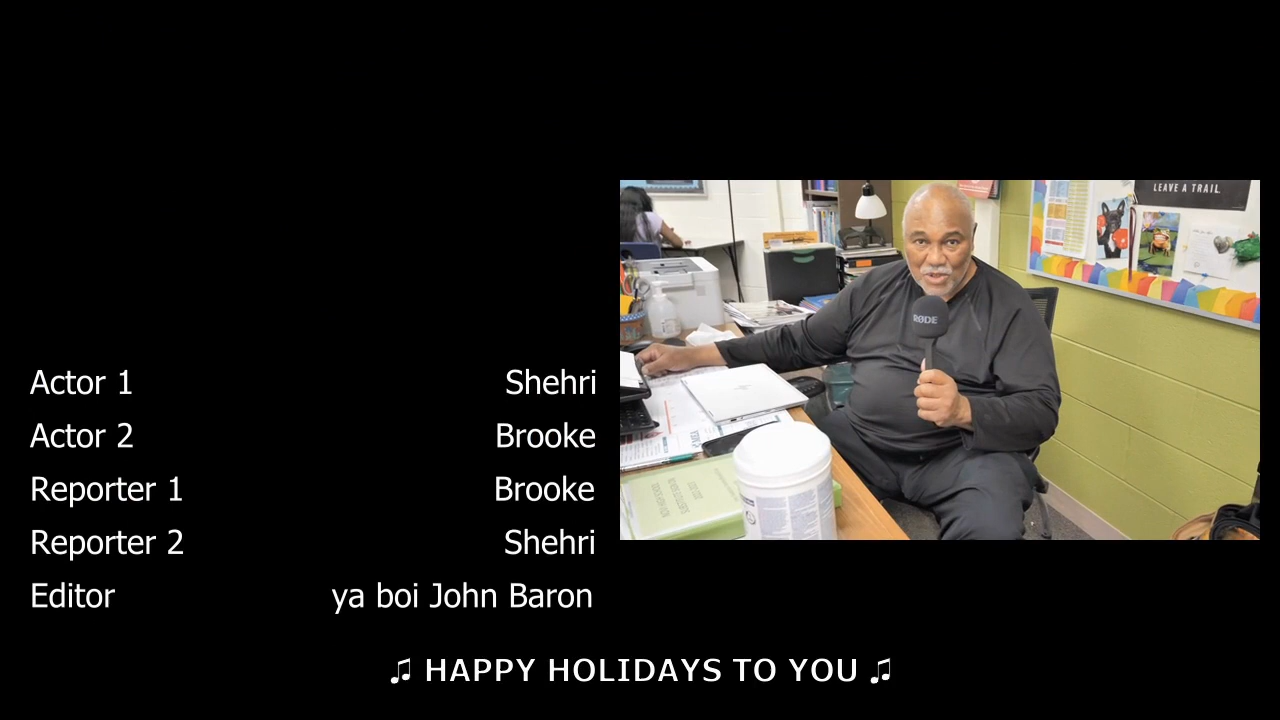 Actor 1 Shehri
Actor 2 Brooke
Reporter 1 Brooke
Reporter 2 Shehri
Editor ya boi John Baron
♫ HAPPY HOLIDAYS TO YOU ♫
LEAVE A TRAIL
RØDE